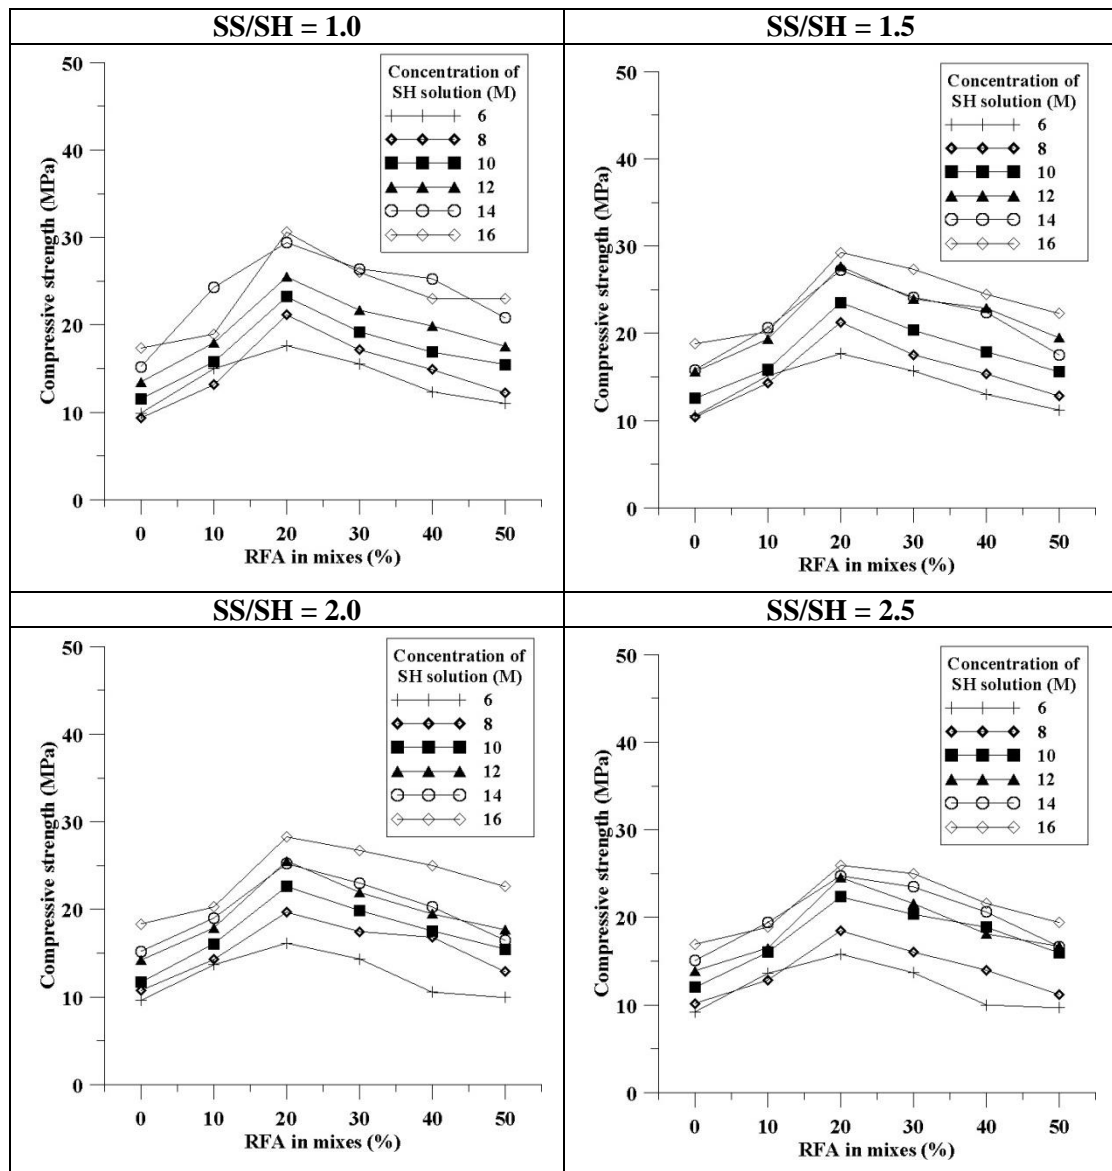 SS/SH = 1.0
Compressive strength (MPa)
50
40
30
20
10
0
Concentration of
SH solution (M)
6
8
10
12
14
16
0 10 20 30 40 50
RFA in mixes (%)
SS/SH = 1.5
Compressive strength (MPa)
50
40
30
20
10
0
Concentration of
SH solution (M)
6
8
10
12
14
16
0 10 20 30 40 50
RFA in mixes (%)
SS/SH = 2.0
Compressive strength (MPa)
50
40
30
20
10
0
Concentration of
SH solution (M)
6
8
10
12
14
16
0 10 20 30 40 50
RFA in mixes (%)
SS/SH = 2.5
Compressive strength (MPa)
50
40
30
20
10
0
Concentration of
SH solution (M)
6
8
10
12
14
16
0 10 20 30 40 50
RFA in mixes (%)